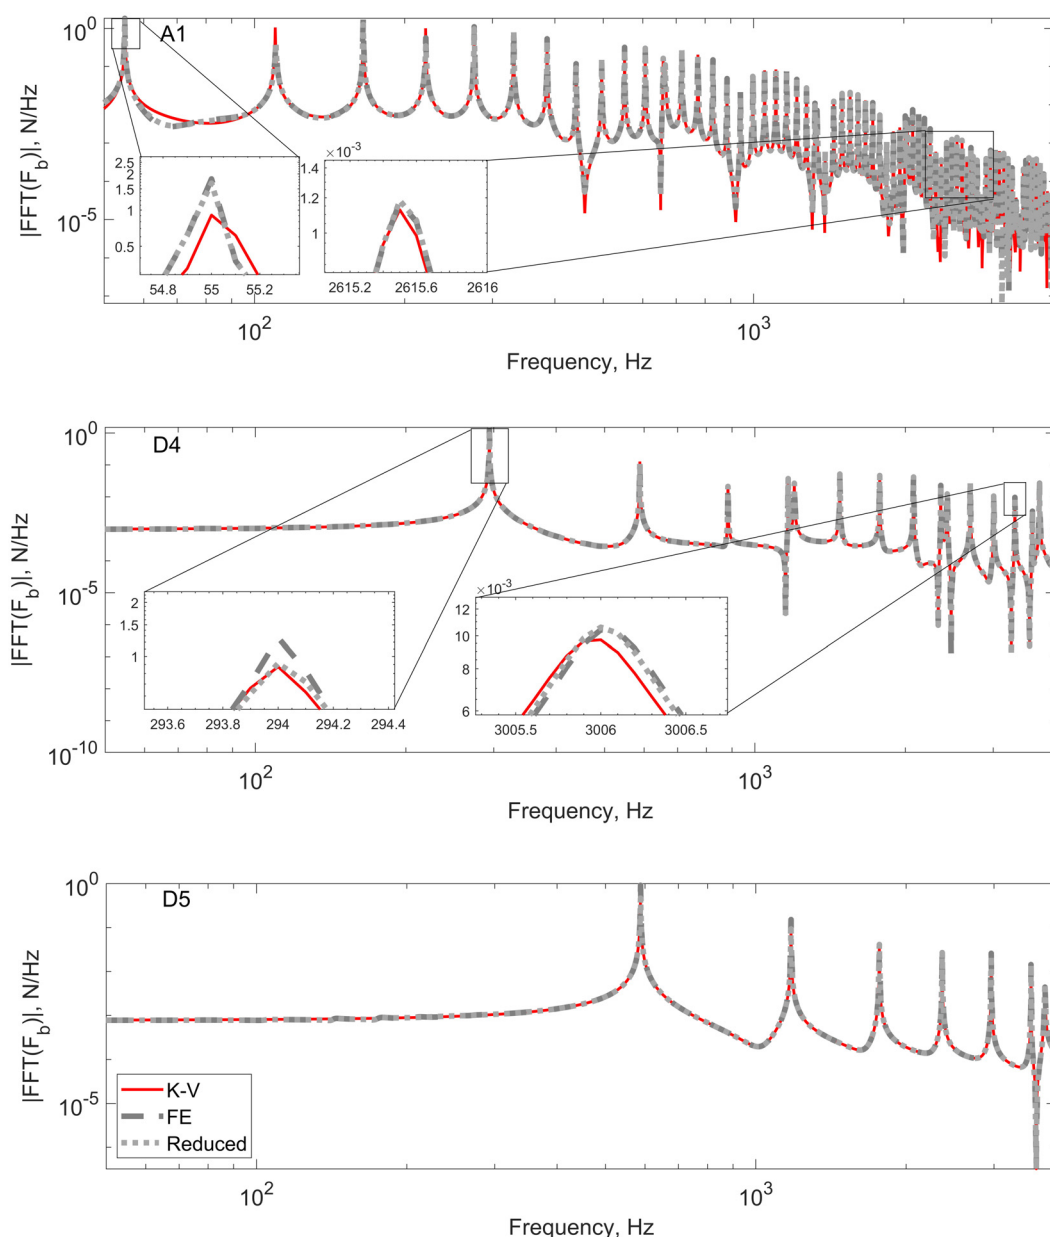 A1
|FFT(F_b)|, N/Hz
10^0
10^-5
2.5
2
1.5
1
0.5
54.8 55 55.2
×10^-3
1.4
1.2
1
2615.2 2615.6 2616
10^2 10^3
Frequency, Hz
D4
|FFT(F_b)|, N/Hz
10^0
10^-5
10^-10
2
1.5
1
293.6 293.8 294 294.2 294.4
×10^-3
12
10
8
6
3005.5 3006 3006.5
10^2 10^3
Frequency, Hz
D5
|FFT(F_b)|, N/Hz
10^0
10^-5
K-V
FE
Reduced
10^2 10^3
Frequency, Hz